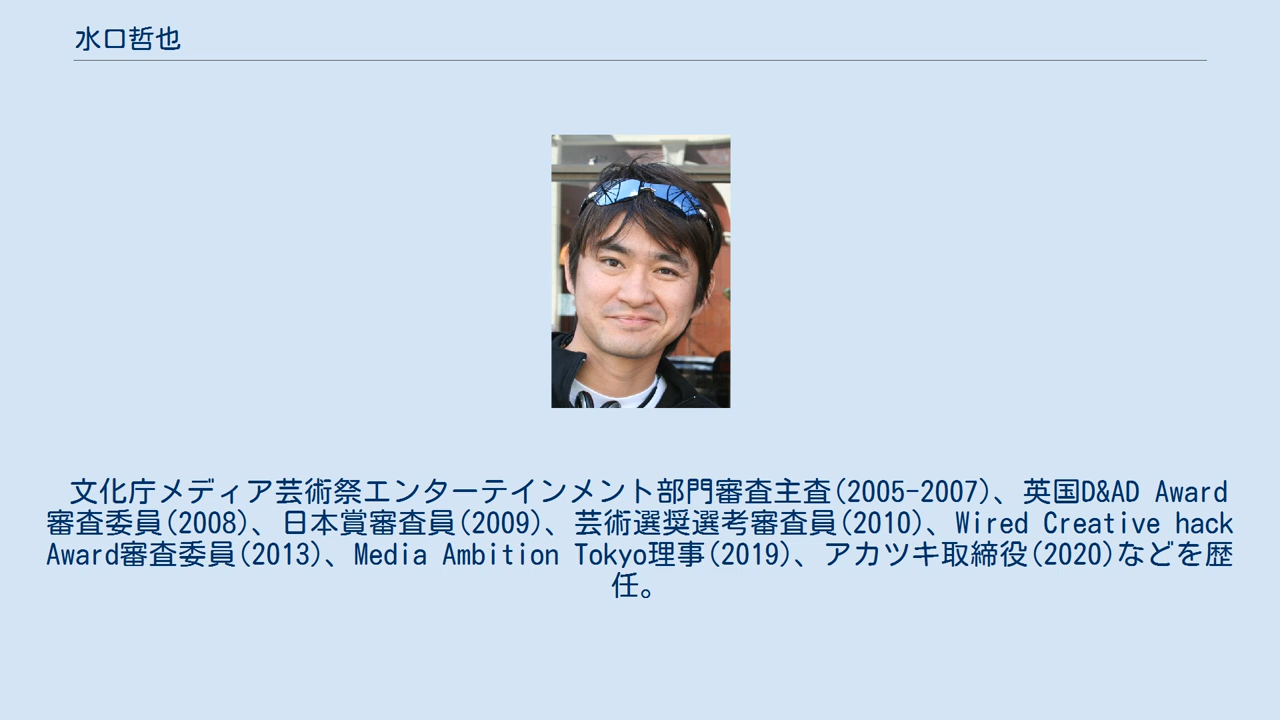 水口哲也
文化庁メディア芸術祭エンターテインメント部門審査主査(2005-2007)、英国D&AD Award
審査委員(2008)、日本賞審査員(2009)、芸術選奨選考審査員(2010)、Wired Creative hack
Award審査委員(2013)、Media Ambition Tokyo理事(2019)、アカツキ取締役(2020)などを歴
任。